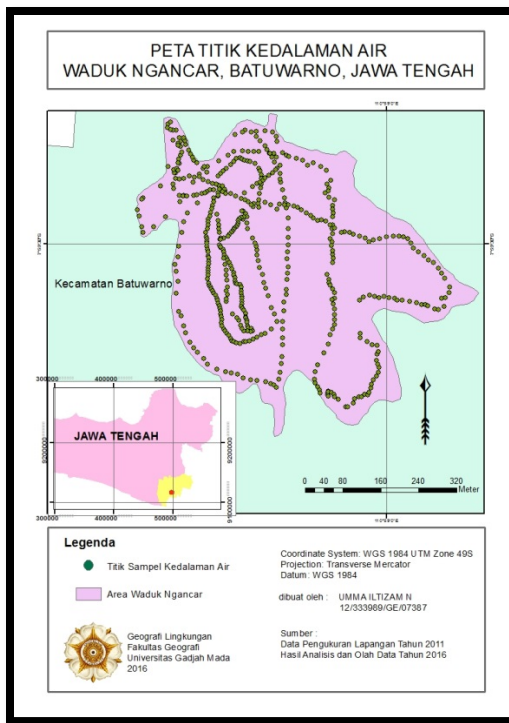 PETA TITIK KEDALAMAN AIR
WADUK NGANCAR, BATUWARNO, JAWA TENGAH
Kecamatan Batuwarno
300000 400000 500000
JAWA TENGAH
9200000
9200000
9100000
300000 400000 500000
0 40 80 160 240 320
Meter
Legenda
Titik Sampel Kedalaman Air
Area Waduk Ngancar
Geografi Lingkungan
Fakultas Geografi
Universitas Gadjah Mada
2016
Coordinate System: WGS 1984 UTM Zone 49S
Projection: Transverse Mercator
Datum: WGS 1984
dibuat oleh : UMMA ILTIZAM N
12/333989/GE/07387
Sumber :
Data Pengukuran Lapangan Tahun 2011
Hasil Analisis dan Olah Data Tahun 2016